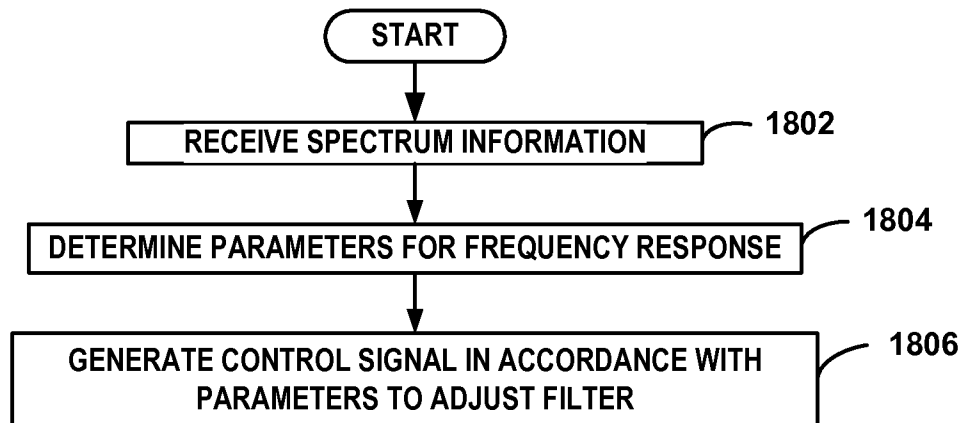 START
RECEIVE SPECTRUM INFORMATION
1802
DETERMINE PARAMETERS FOR FREQUENCY RESPONSE
1804
GENERATE CONTROL SIGNAL IN ACCORDANCE WITH
PARAMETERS TO ADJUST FILTER
1806